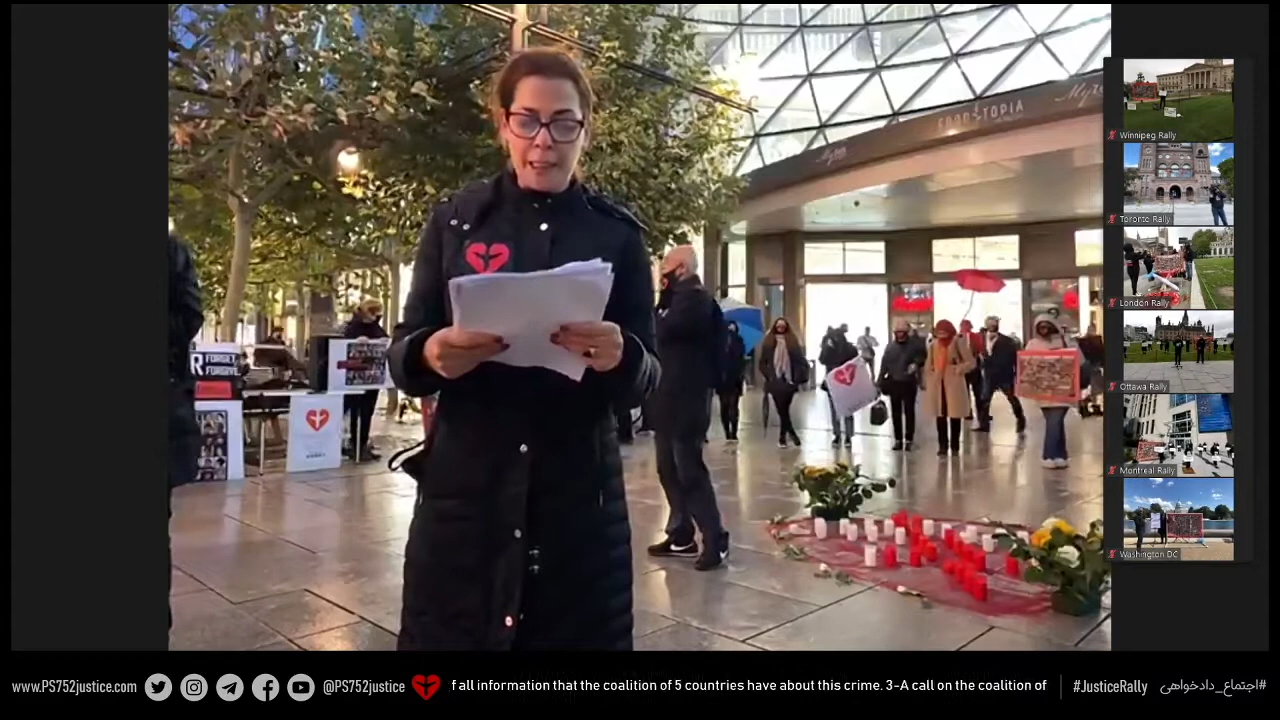 FOODTOPIA
R FORGET
FORGIVE
Winnipeg Rally
Toronto Rally
London Rally
Ottawa Rally
Montreal Rally
Washington DC
www.PS752justice.com
@PS752justice
f all information that the coalition of 5 countries have about this crime. 3-A call on the coalition of
#JusticeRally
#اجتماع_دادخواهی